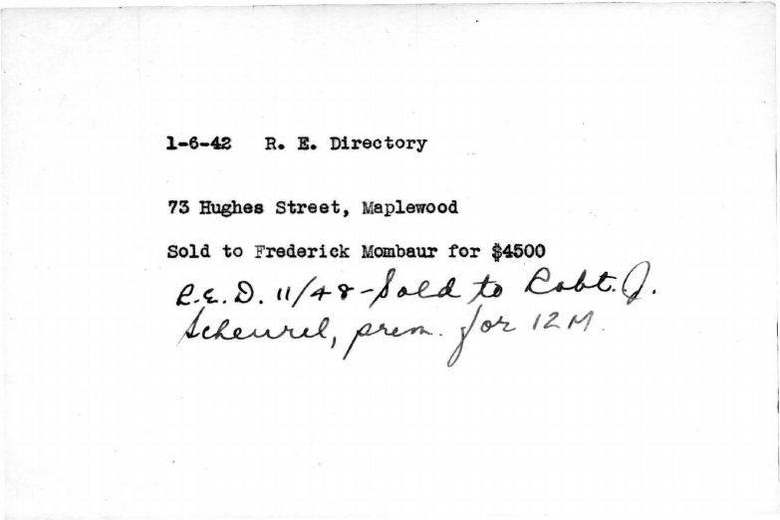 1-6-42 R. E. Directory
73 Hughes Street, Maplewood
Sold to Frederick Mombaur for $4500
R.E.D. 11/48 - Sold to Robt. J.
Scheurel, prem. for 12M.